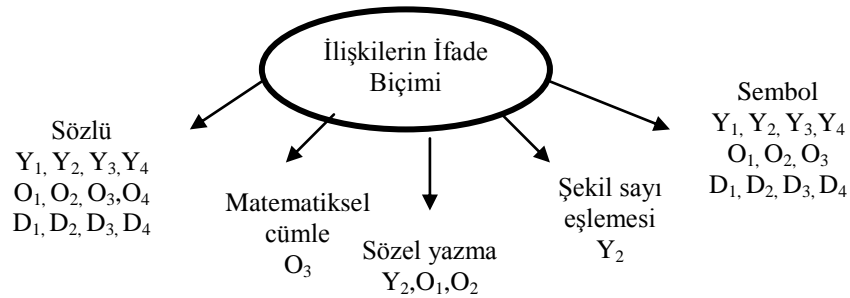 İlişkilerin İfade
Biçimi
Sözlü
Y₁, Y₂, Y₃,Y₄
O₁, O₂, O₃,O₄
D₁, D₂, D₃, D₄
Matematiksel
cümle
O₃
Sözel yazma
Y₂,O₁,O₂
Şekil sayı
eşlemesi
Y₂
Sembol
Y₁, Y₂, Y₃,Y₄
O₁, O₂, O₃
D₁, D₂, D₃, D₄